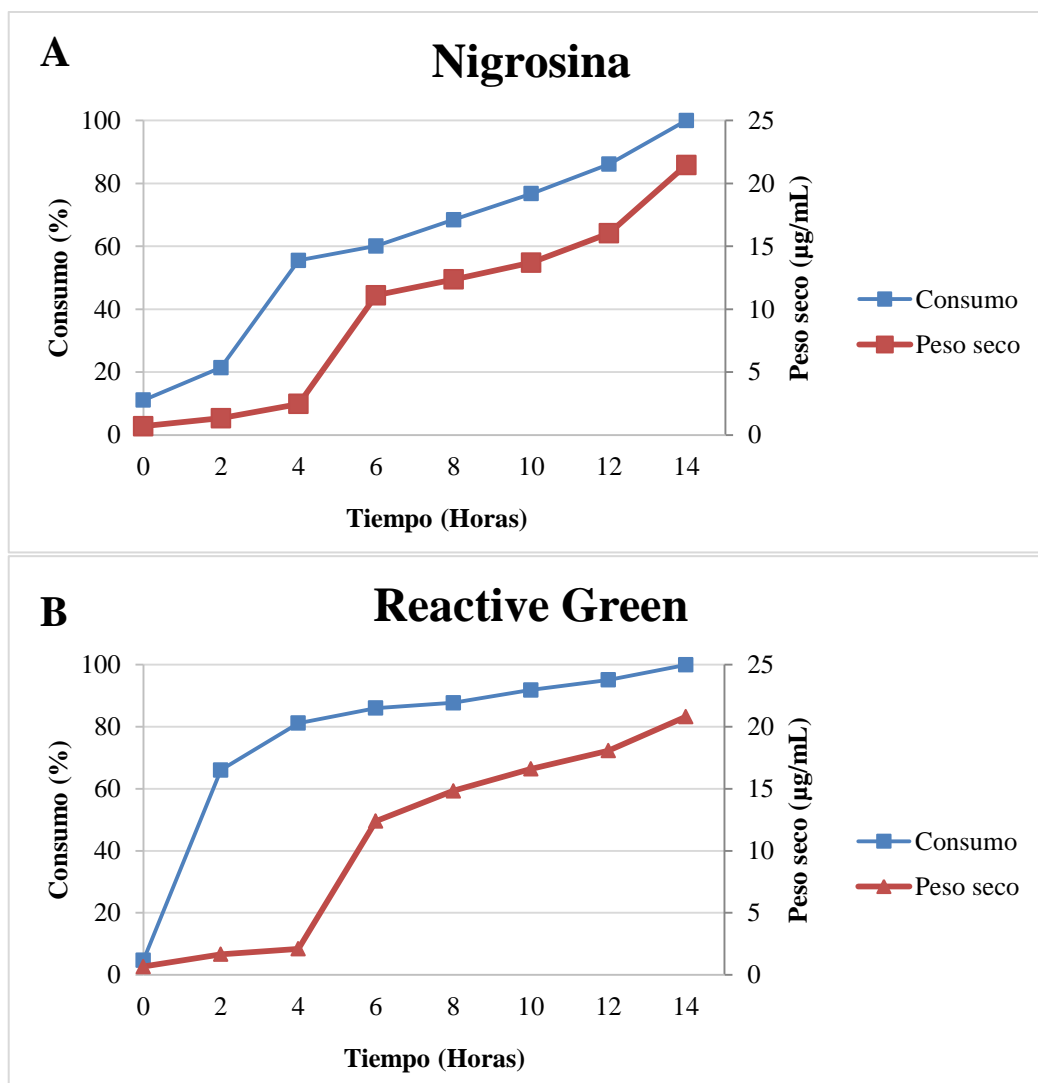 A
Nigrosina
100
80
60
40
20
0
Consumo (%)
25
20
15
10
5
0
Peso seco (µg/mL)
0 2 4 6 8 10 12 14
Tiempo (Horas)
Consumo
Peso seco
B
Reactive Green
100
80
60
40
20
0
Consumo (%)
25
20
15
10
5
0
Peso seco (µg/mL)
0 2 4 6 8 10 12 14
Tiempo (Horas)
Consumo
Peso seco